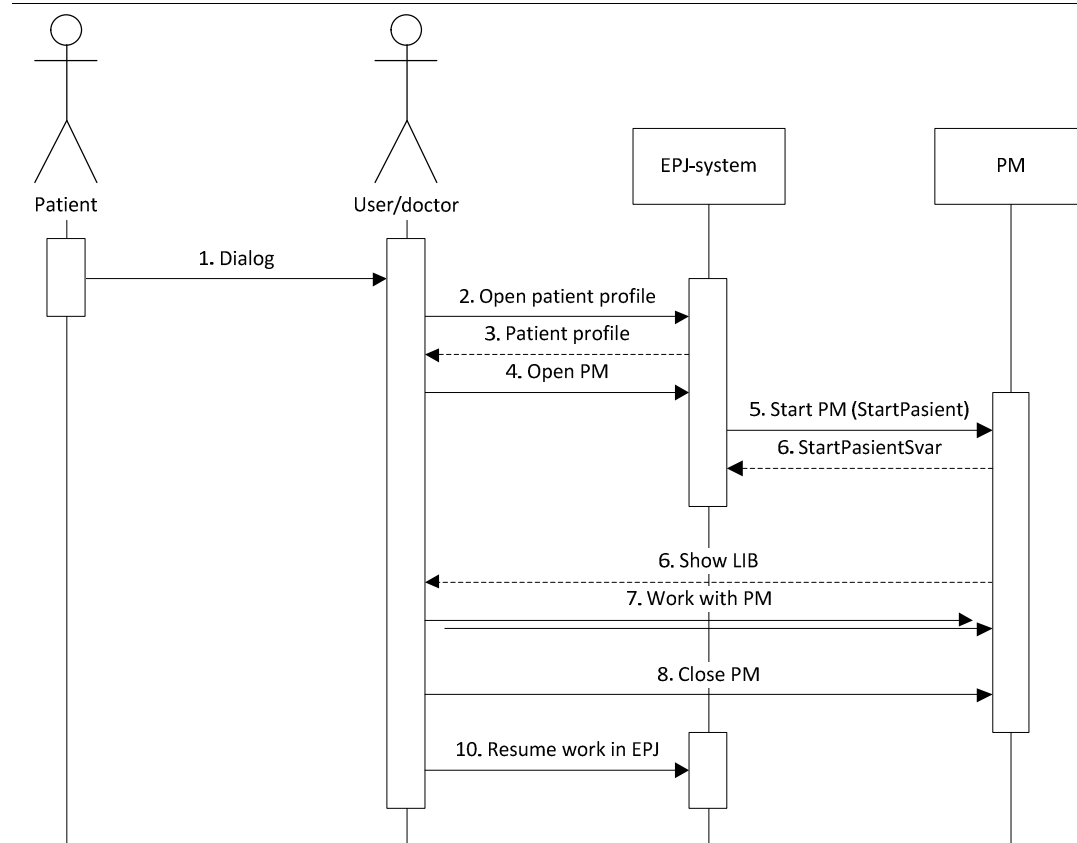 EPJ-system
PM
Patient
User/doctor
1. Dialog
2. Open patient profile
3. Patient profile
4. Open PM
5. Start PM (StartPasient)
6. StartPasientSvar
6. Show LIB
7. Work with PM
8. Close PM
10. Resume work in EPJ